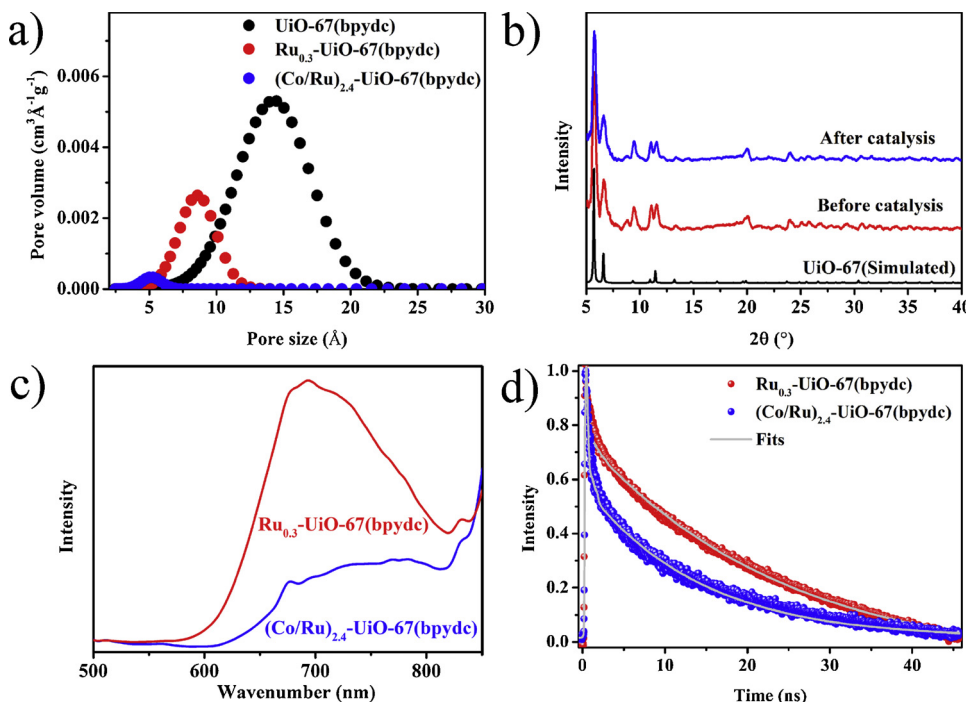 a)
UiO-67(bpydc)
Ru0.3-UiO-67(bpydc)
(Co/Ru)2.4-UiO-67(bpydc)
Pore volume (cm³Å⁻¹g⁻¹)
0.006
0.004
0.002
0.000
5 10 15 20 25 30
Pore size (Å)
b)
Intensity
After catalysis
Before catalysis
UiO-67(Simulated)
5 10 15 20 25 30 35 40
2θ (°)
c)
Intensity
Ru0.3-UiO-67(bpydc)
(Co/Ru)2.4-UiO-67(bpydc)
500 600 700 800
Wavenumber (nm)
d)
Ru0.3-UiO-67(bpydc)
(Co/Ru)2.4-UiO-67(bpydc)
Fits
Intensity
1.0
0.8
0.6
0.4
0.2
0.0
0 10 20 30 40
Time (ns)